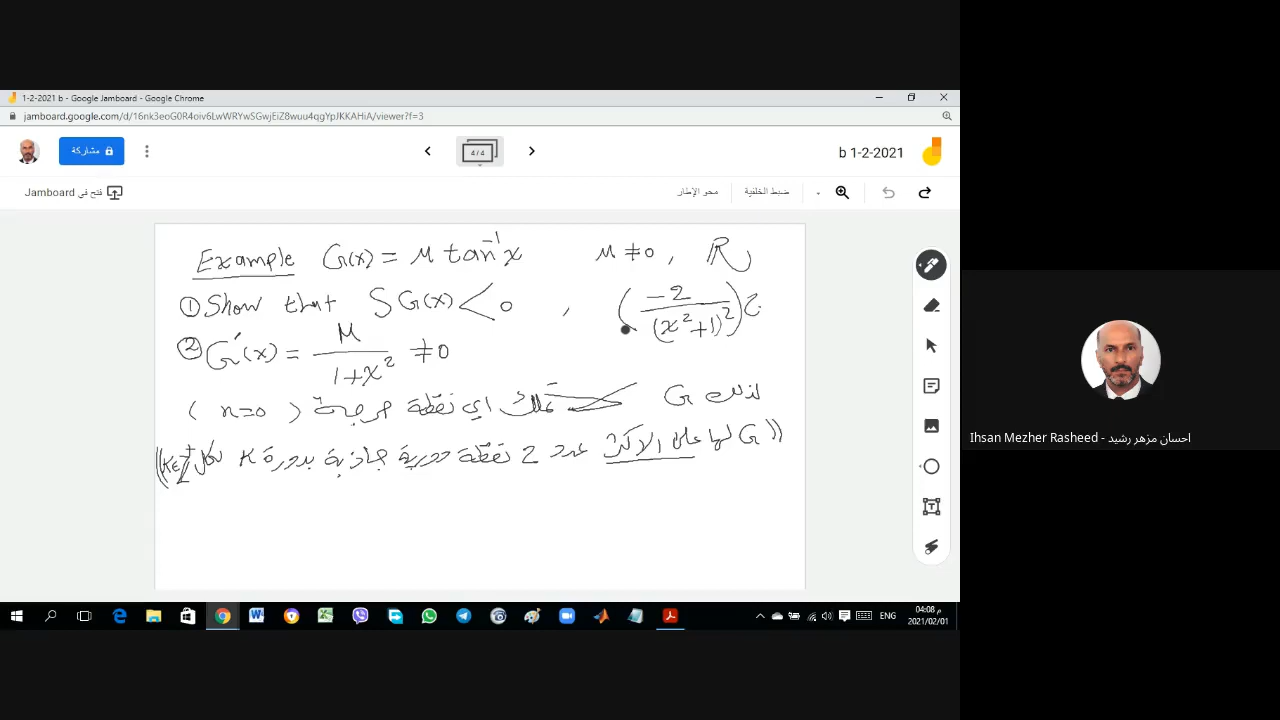 1-2-2021 b - Google Jamboard - Google Chrome
jamboard.google.com/d/16nk3eoG0R4oiv6LwWRYwSGwjEiZ8wuu4qgYpJKKAHiA/viewer?f=3
مشاركة
4/4
b 1-2-2021
فتح في Jamboard
محو الإطار
ضبط الخلفية
Example G(x) = μ tan⁻¹x μ ≠ 0 , R
① Show that SG(x) < 0 , (-2/(x²+1)²)
② G'(x) = μ/(1+x²) ≠ 0
لذلك G تملك اي نقطة حرجة (n=0)
(( G لها على الاكثر عدد 2 نقطة دورية جاذبة بدورة K لكل K∈Z⁺ ))
Ihsan Mezher Rasheed - احسان مزهر رشيد
ENG
04:08 م
2021/02/01